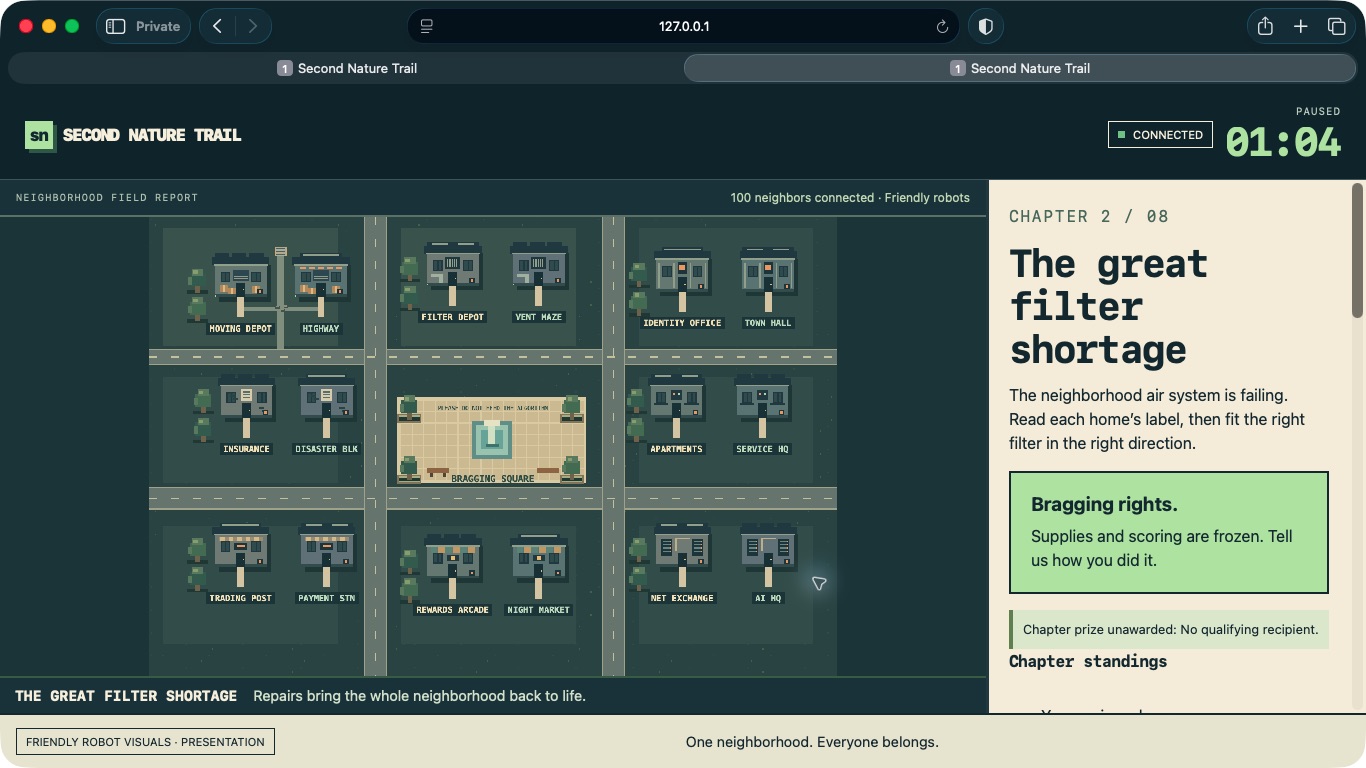 Private
127.0.0.1
1 Second Nature Trail
1 Second Nature Trail
sn SECOND NATURE TRAIL
CONNECTED
PAUSED
01:04
NEIGHBORHOOD FIELD REPORT
100 neighbors connected · Friendly robots
MOVING DEPOT
HIGHWAY
FILTER DEPOT
VENT MAZE
IDENTITY OFFICE
TOWN HALL
INSURANCE
DISASTER BLK
PLEASE DO NOT FEED THE ALGORITHM
BRAGGING SQUARE
APARTMENTS
SERVICE HQ
TRADING POST
PAYMENT STN
REWARDS ARCADE
NIGHT MARKET
NET EXCHANGE
AI HQ
THE GREAT FILTER SHORTAGE Repairs bring the whole neighborhood back to life.
CHAPTER 2 / 08
The great
filter
shortage
The neighborhood air system is failing.
Read each home’s label, then fit the right
filter in the right direction.
Bragging rights.
Supplies and scoring are frozen. Tell
us how you did it.
Chapter prize unawarded: No qualifying recipient.
Chapter standings
FRIENDLY ROBOT VISUALS · PRESENTATION
One neighborhood. Everyone belongs.